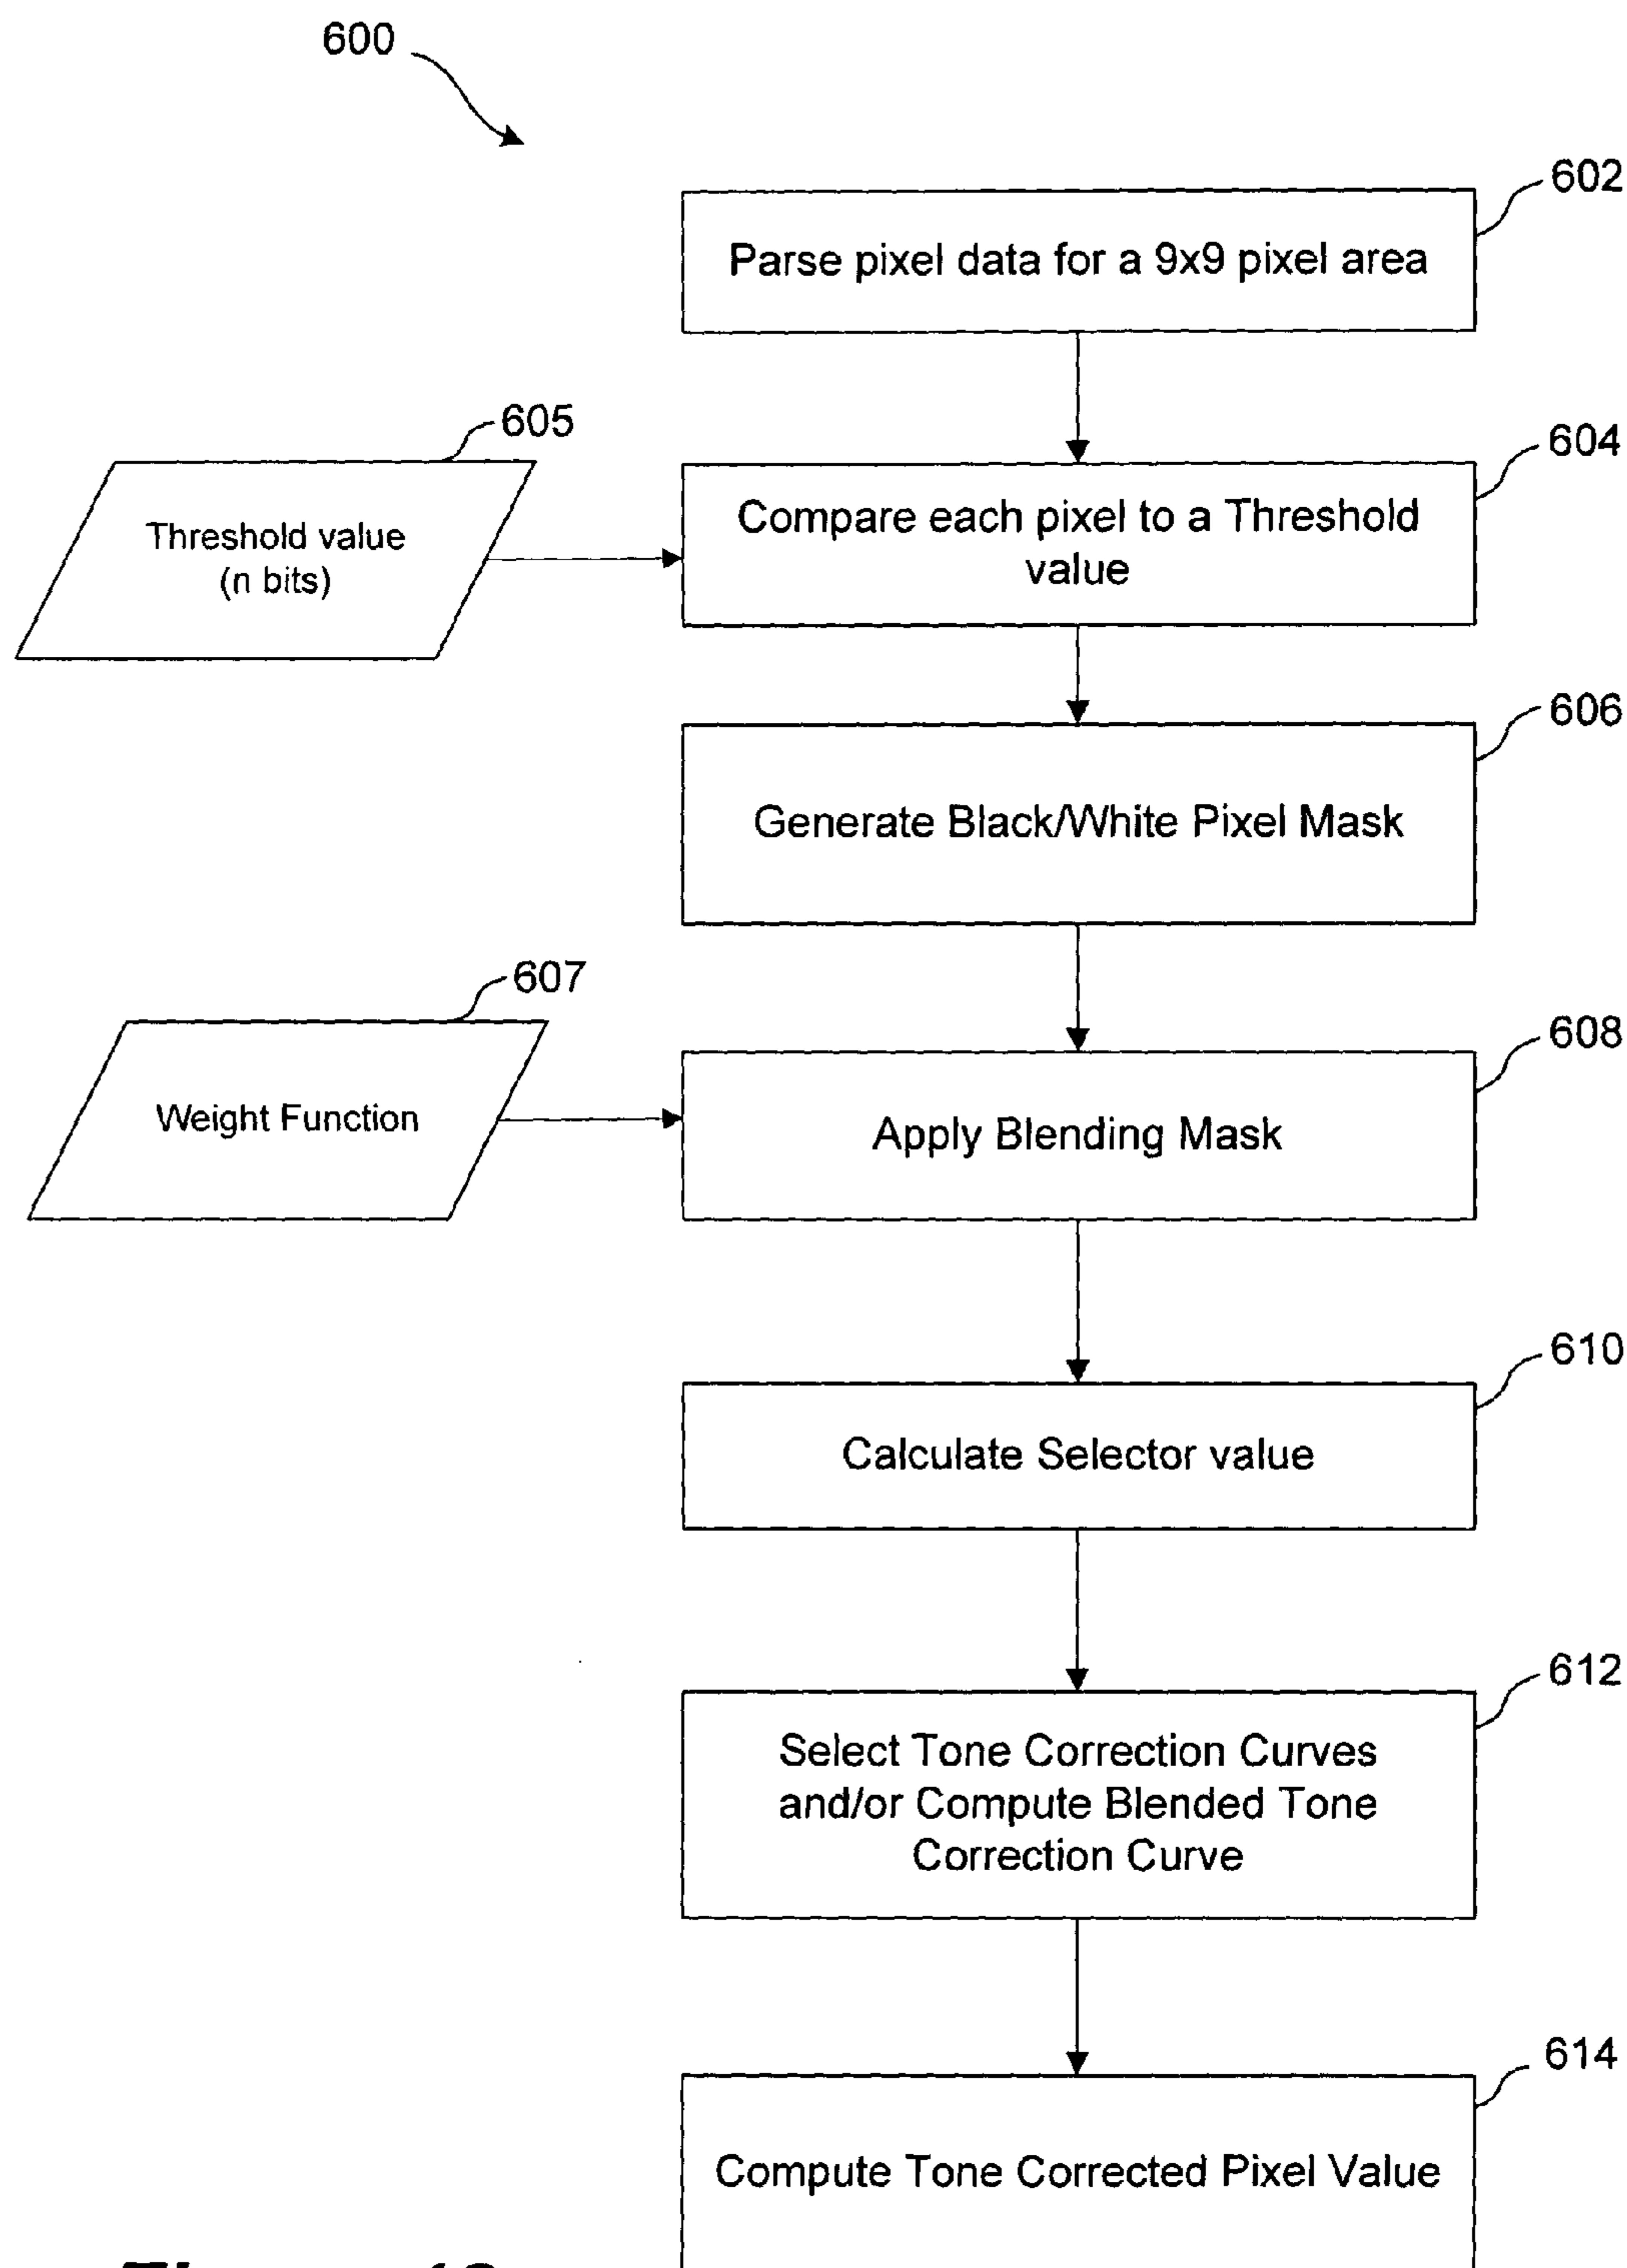 600
602
Parse pixel data for a 9x9 pixel area
605
604
Threshold value
(n bits)
Compare each pixel to a Threshold
value
606
Generate Black/White Pixel Mask
607
608
Weight Function
Apply Blending Mask
610
Calculate Selector value
612
Select Tone Correction Curves
and/or Compute Blended Tone
Correction Curve
614
Compute Tone Corrected Pixel Value